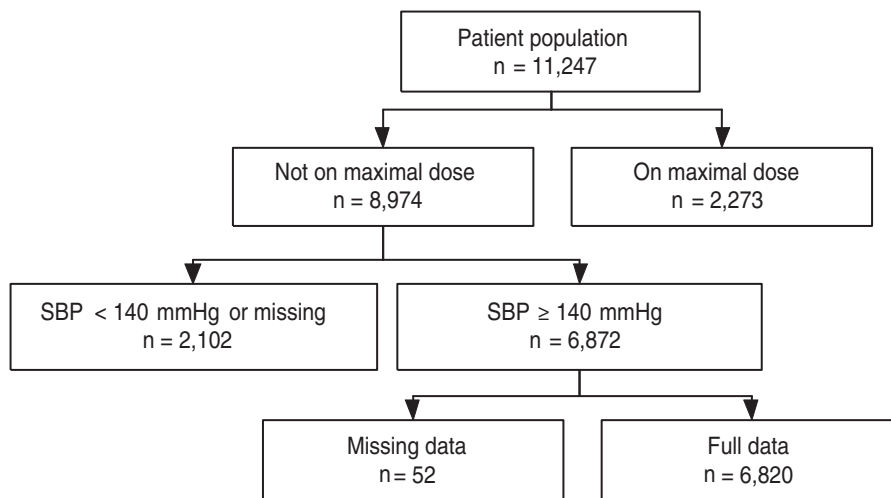 Patient population
n = 11,247
Not on maximal dose
n = 8,974
On maximal dose
n = 2,273
SBP < 140 mmHg or missing
n = 2,102
SBP ≥ 140 mmHg
n = 6,872
Missing data
n = 52
Full data
n = 6,820